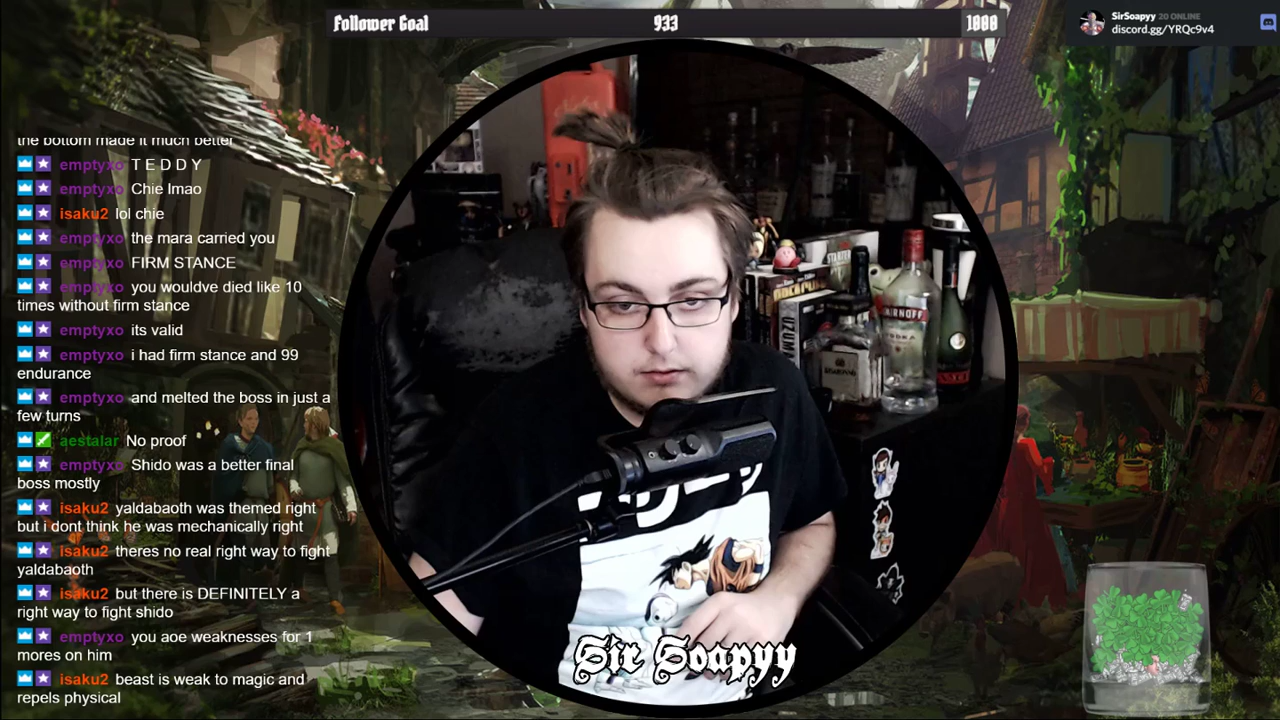 Follower Goal
933
1000
SirSoapyy 20 ONLINE
discord.gg/YRQc9v4
the bottom made it much better
emptyxo T E D D Y
emptyxo Chie lmao
isaku2 lol chie
emptyxo the mara carried you
emptyxo FIRM STANCE
emptyxo you wouldve died like 10
times without firm stance
emptyxo its valid
emptyxo i had firm stance and 99
endurance
emptyxo and melted the boss in just a
few turns
aestalar No proof
emptyxo Shido was a better final
boss mostly
isaku2 yaldabaoth was themed right
but i dont think he was mechanically right
isaku2 theres no real right way to fight
yaldabaoth
isaku2 but there is DEFINITELY a
right way to fight shido
emptyxo you aoe weaknesses for 1
mores on him
isaku2 beast is weak to magic and
repels physical
STARTER
UZUMA
SMIRNOFF
VODKA
Sir Soapyy